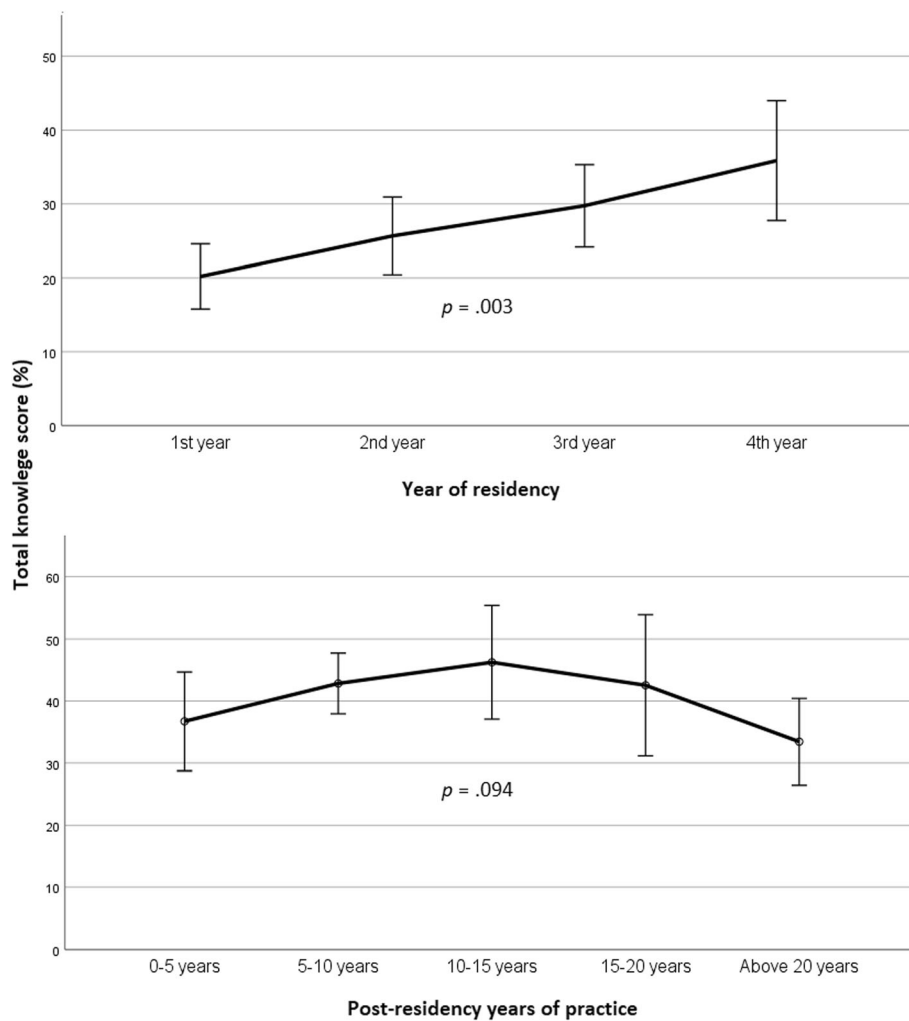 Total knowlege score (%)
50
40
30
20
10
0
p = .003
1st year 2nd year 3rd year 4th year
Year of residency
60
50
40
30
20
10
0
p = .094
0-5 years 5-10 years 10-15 years 15-20 years Above 20 years
Post-residency years of practice